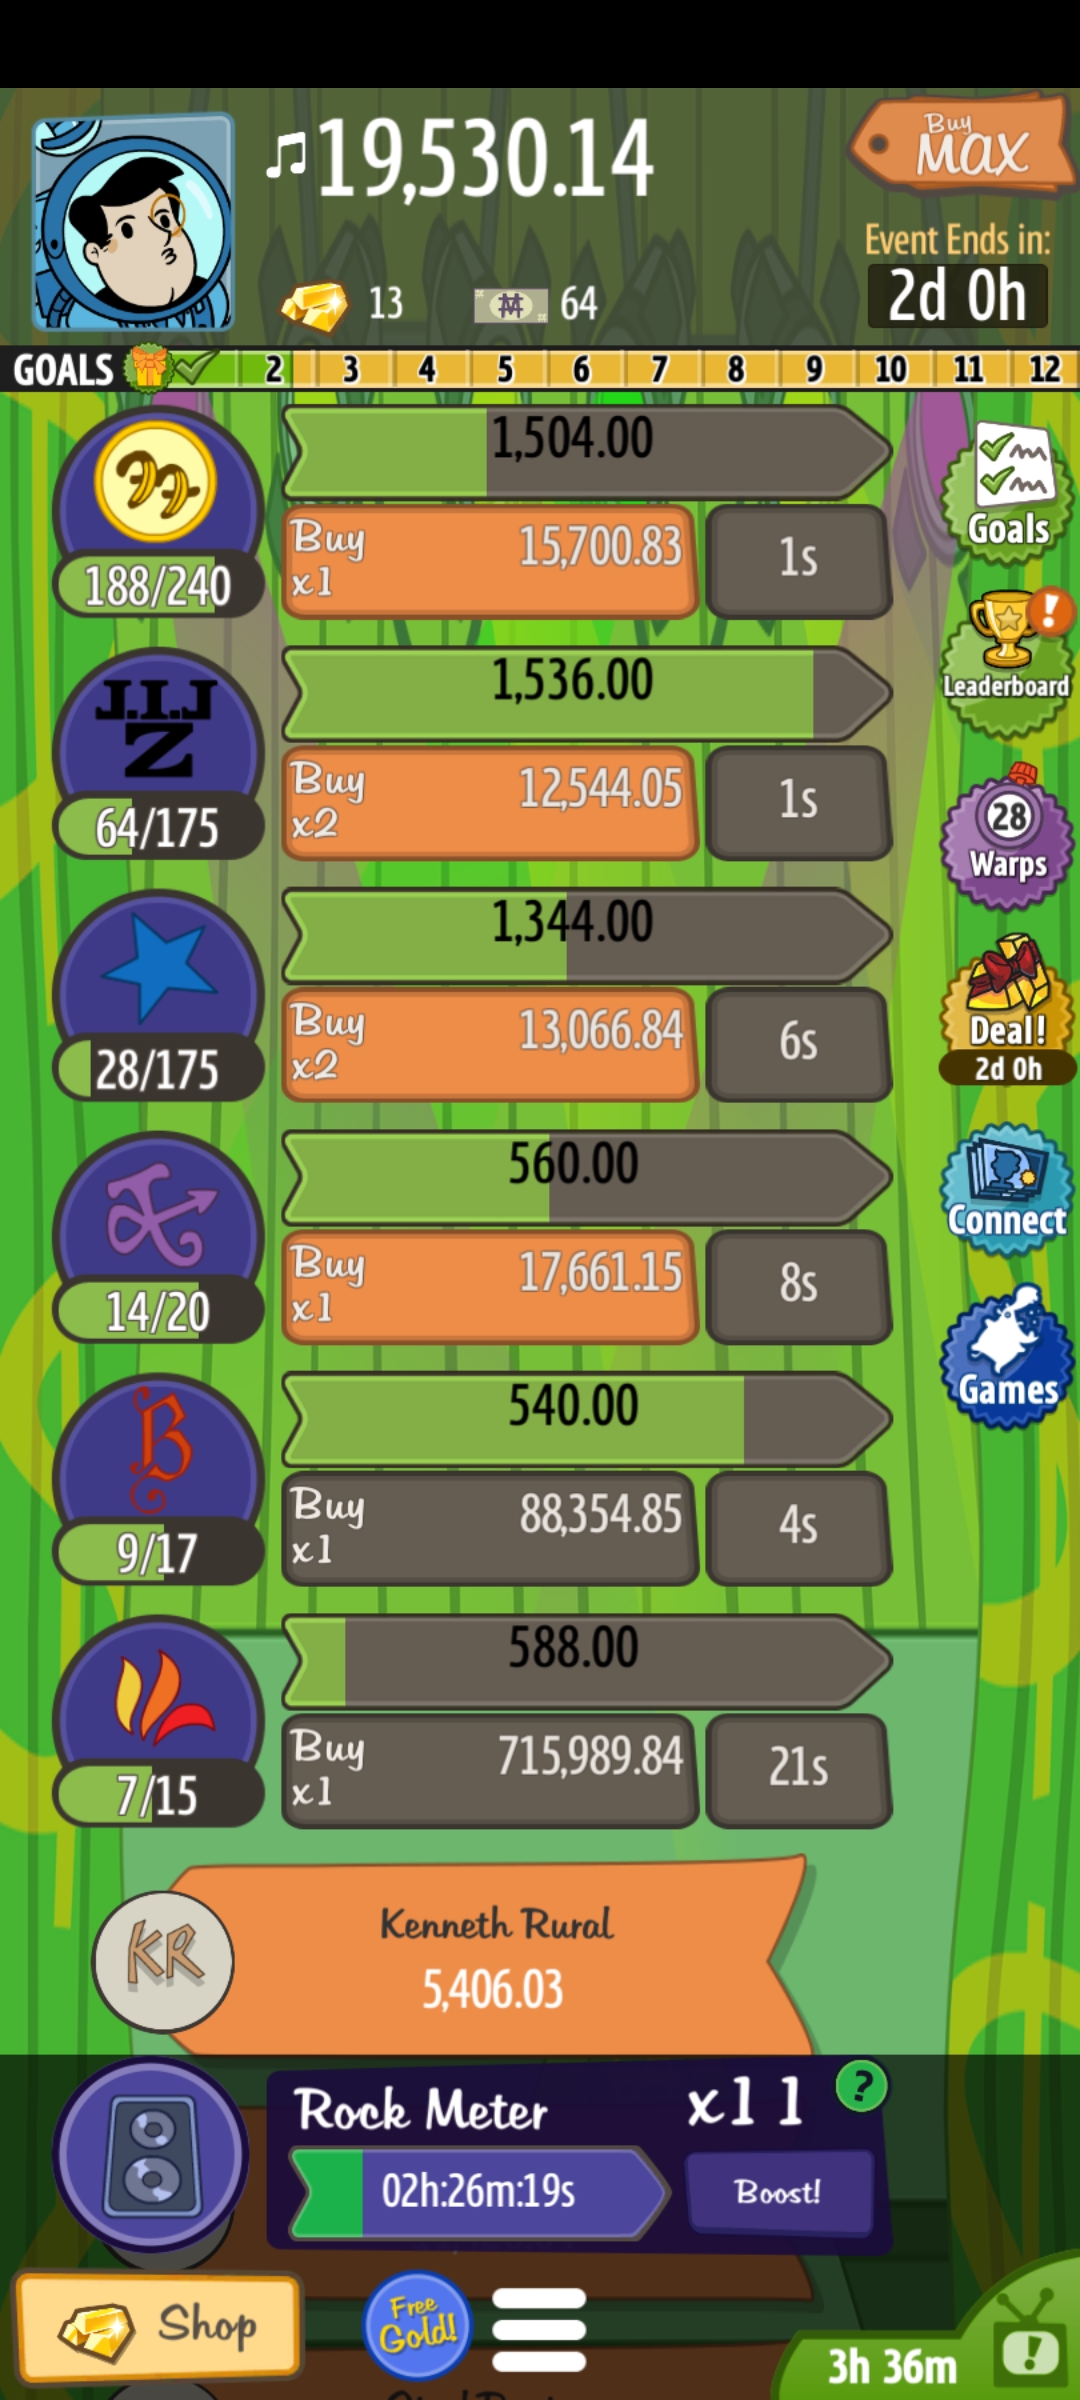 ♫19,530.14
Buy
MAX
Event Ends in:
2d 0h
13
64
GOALS 2 3 4 5 6 7 8 9 10 11 12
1,504.00
Buy
x1
15,700.83
1s
188/240
Goals
J.I.J
Z
1,536.00
Buy
x2
12,544.05
1s
64/175
Leaderboard
28
Warps
1,344.00
Buy
x2
13,066.84
6s
28/175
Deal!
2d 0h
560.00
Buy
x1
17,661.15
8s
14/20
Connect
B
540.00
Buy
x1
88,354.85
4s
9/17
Games
588.00
Buy
x1
715,989.84
21s
7/15
KR
Kenneth Rural
5,406.03
Rock Meter
x11
?
02h:26m:19s
Boost!
Shop
Free
Gold!
3h 36m